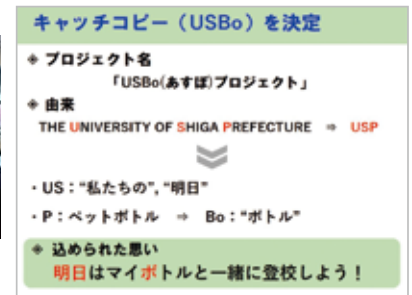 キャッチコピー（USBo）を決定
◆ プロジェクト名
「USBo(あすぼ)プロジェクト」
◆ 由来
THE UNIVERSITY OF SHIGA PREFECTURE ⇒ USP
・US：“私たちの”, “明日”
・P：ペットボトル ⇒ Bo：“ボトル”
◆ 込められた思い
明日はマイボトルと一緒に登校しよう！